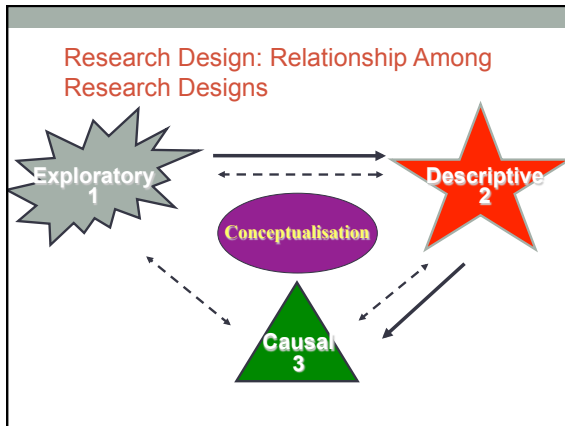 Research Design: Relationship Among
Research Designs
Exploratory
1
Descriptive
2
Conceptualisation
Causal
3